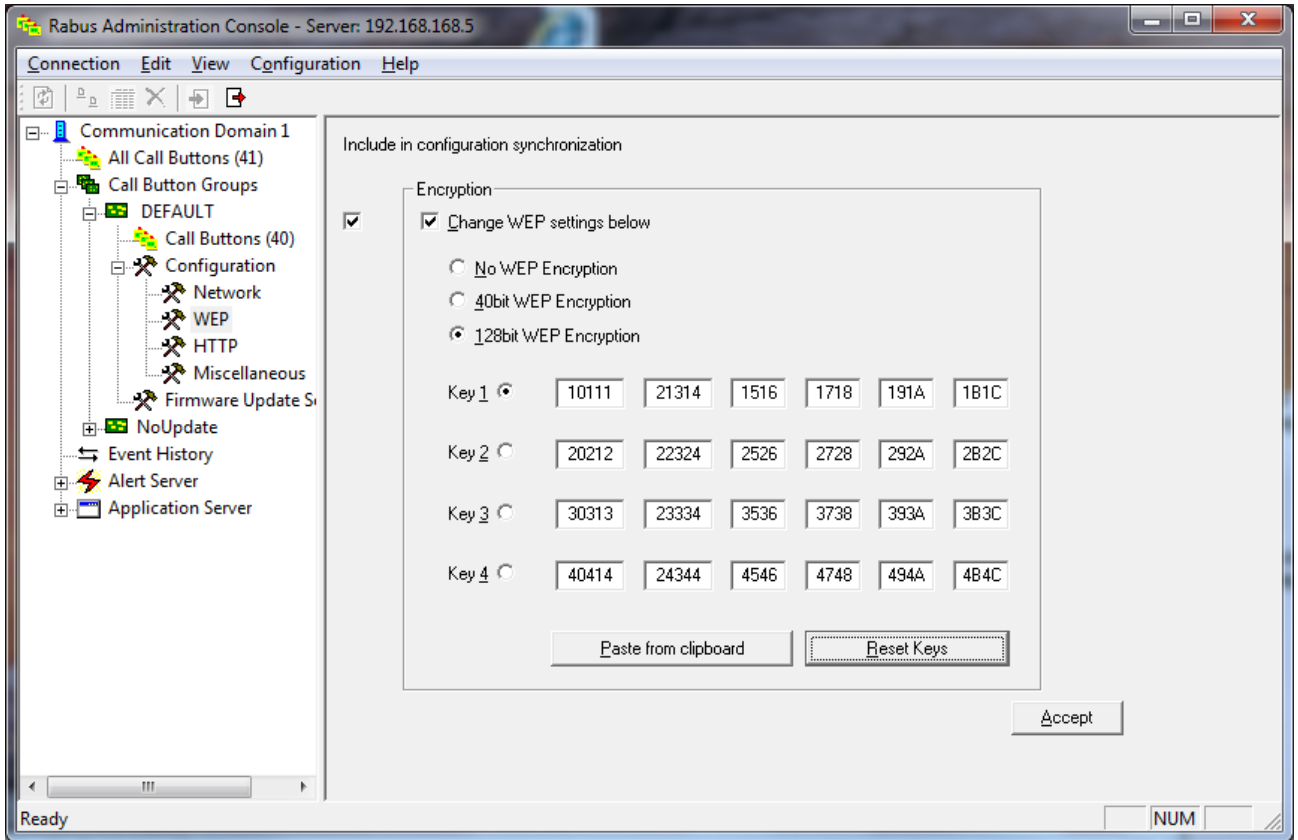 Rabus Administration Console - Server: 192.168.168.5
Connection Edit View Configuration Help
Communication Domain 1
All Call Buttons (41)
Call Button Groups
DEFAULT
Call Buttons (40)
Configuration
Network
WEP
HTTP
Miscellaneous
Firmware Update Se
NoUpdate
Event History
Alert Server
Application Server
Include in configuration synchronization
Encryption
Change WEP settings below
No WEP Encryption
40bit WEP Encryption
128bit WEP Encryption
Key 1 10111 21314 1516 1718 191A 1B1C
Key 2 20212 22324 2526 2728 292A 2B2C
Key 3 30313 23334 3536 3738 393A 3B3C
Key 4 40414 24344 4546 4748 494A 4B4C
Paste from clipboard Reset Keys
Accept
Ready NUM